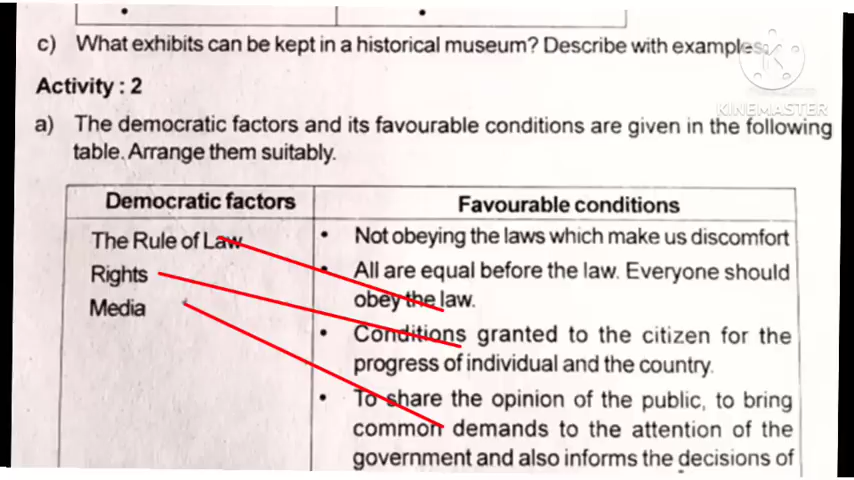 •
•
c) What exhibits can be kept in a historical museum? Describe with examples.
KINEMASTER
Activity : 2
a) The democratic factors and its favourable conditions are given in the following
table. Arrange them suitably.
Democratic factors
Favourable conditions
The Rule of Law
Rights
Media
• Not obeying the laws which make us discomfort
• All are equal before the law. Everyone should
obey the law.
• Conditions granted to the citizen for the
progress of individual and the country.
• To share the opinion of the public, to bring
common demands to the attention of the
government and also informs the decisions of